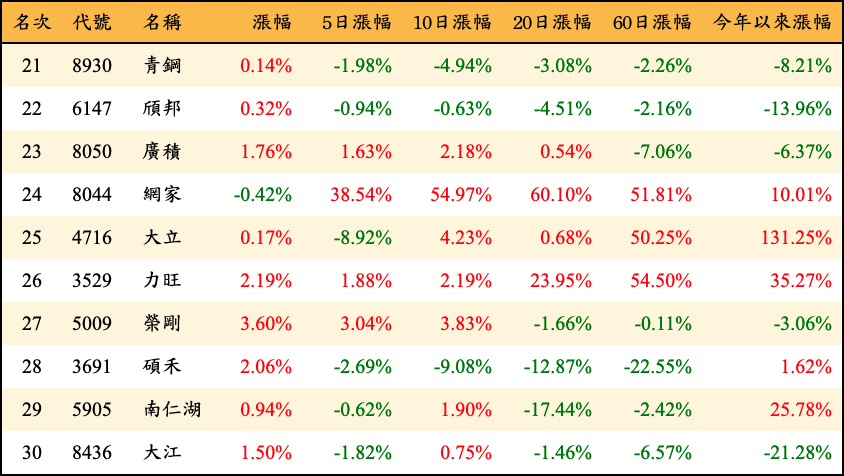 名次 代號 名稱 漲幅 5日漲幅 10日漲幅 20日漲幅 60日漲幅 今年以來漲幅
21 8930 青鋼 0.14% -1.98% -4.94% -3.08% -2.26% -8.21%
22 6147 頎邦 0.32% -0.94% -0.63% -4.51% -2.16% -13.96%
23 8050 廣積 1.76% 1.63% 2.18% 0.54% -7.06% -6.37%
24 8044 網家 -0.42% 38.54% 54.97% 60.10% 51.81% 10.01%
25 4716 大立 0.17% -8.92% 4.23% 0.68% 50.25% 131.25%
26 3529 力旺 2.19% 1.88% 2.19% 23.95% 54.50% 35.27%
27 5009 榮剛 3.60% 3.04% 3.83% -1.66% -0.11% -3.06%
28 3691 碩禾 2.06% -2.69% -9.08% -12.87% -22.55% 1.62%
29 5905 南仁湖 0.94% -0.62% 1.90% -17.44% -2.42% 25.78%
30 8436 大江 1.50% -1.82% 0.75% -1.46% -6.57% -21.28%